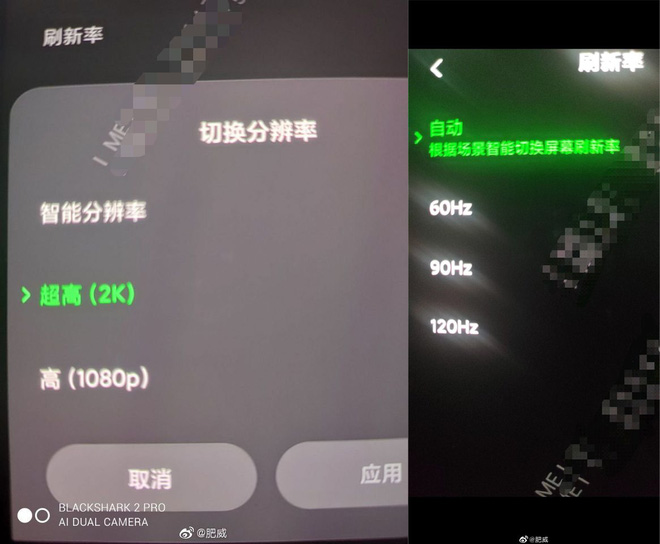 刷新率
切换分辨率
I ME
智能分辨率
超高 (2K)
高 (1080p)
取消
应用
BLACKSHARK 2 PRO
AI DUAL CAMERA
@肥威
刷新率
自动
根据场景智能切换屏幕刷新率
60Hz
90Hz
120Hz
ME I
@肥威